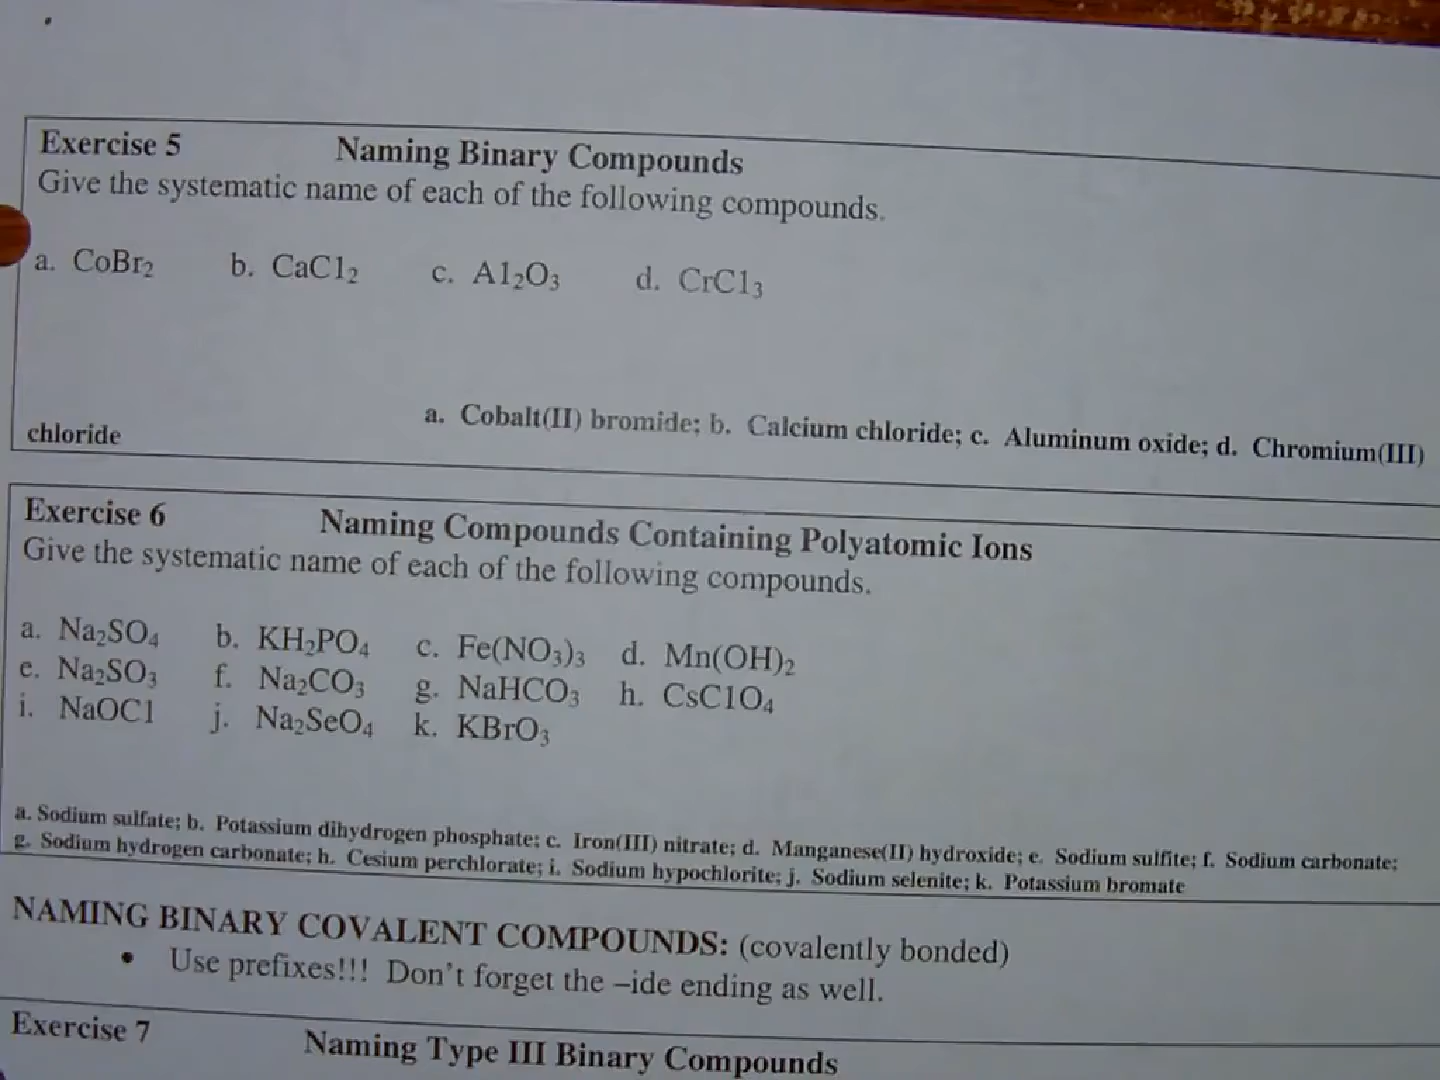 Exercise 5 Naming Binary Compounds
Give the systematic name of each of the following compounds.
a. CoBr₂ b. CaCl₂ c. Al₂O₃ d. CrCl₃
a. Cobalt(II) bromide; b. Calcium chloride; c. Aluminum oxide; d. Chromium(III)
chloride
Exercise 6 Naming Compounds Containing Polyatomic Ions
Give the systematic name of each of the following compounds.
a. Na₂SO₄ b. KH₂PO₄ c. Fe(NO₃)₃ d. Mn(OH)₂
e. Na₂SO₃ f. Na₂CO₃ g. NaHCO₃ h. CsClO₄
i. NaOCl j. Na₂SeO₄ k. KBrO₃
a. Sodium sulfate; b. Potassium dihydrogen phosphate; c. Iron(III) nitrate; d. Manganese(II) hydroxide; e. Sodium sulfite; f. Sodium carbonate;
g. Sodium hydrogen carbonate; h. Cesium perchlorate; i. Sodium hypochlorite; j. Sodium selenite; k. Potassium bromate
NAMING BINARY COVALENT COMPOUNDS: (covalently bonded)
• Use prefixes!!! Don't forget the –ide ending as well.
Exercise 7 Naming Type III Binary Compounds